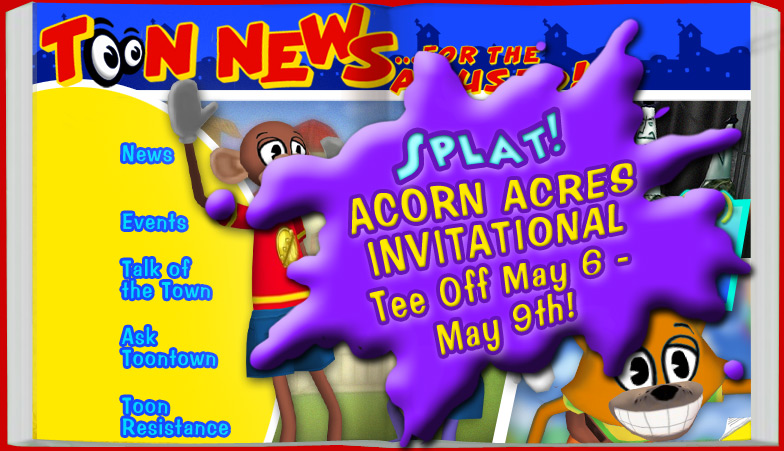 TOON NEWS
...FOR THE
AMUSED!
News
Events
Talk of
the Town
Ask
Toontown
Toon
Resistance
SPLAT!
ACORN ACRES
INVITATIONAL
Tee Off May 6 -
May 9th!